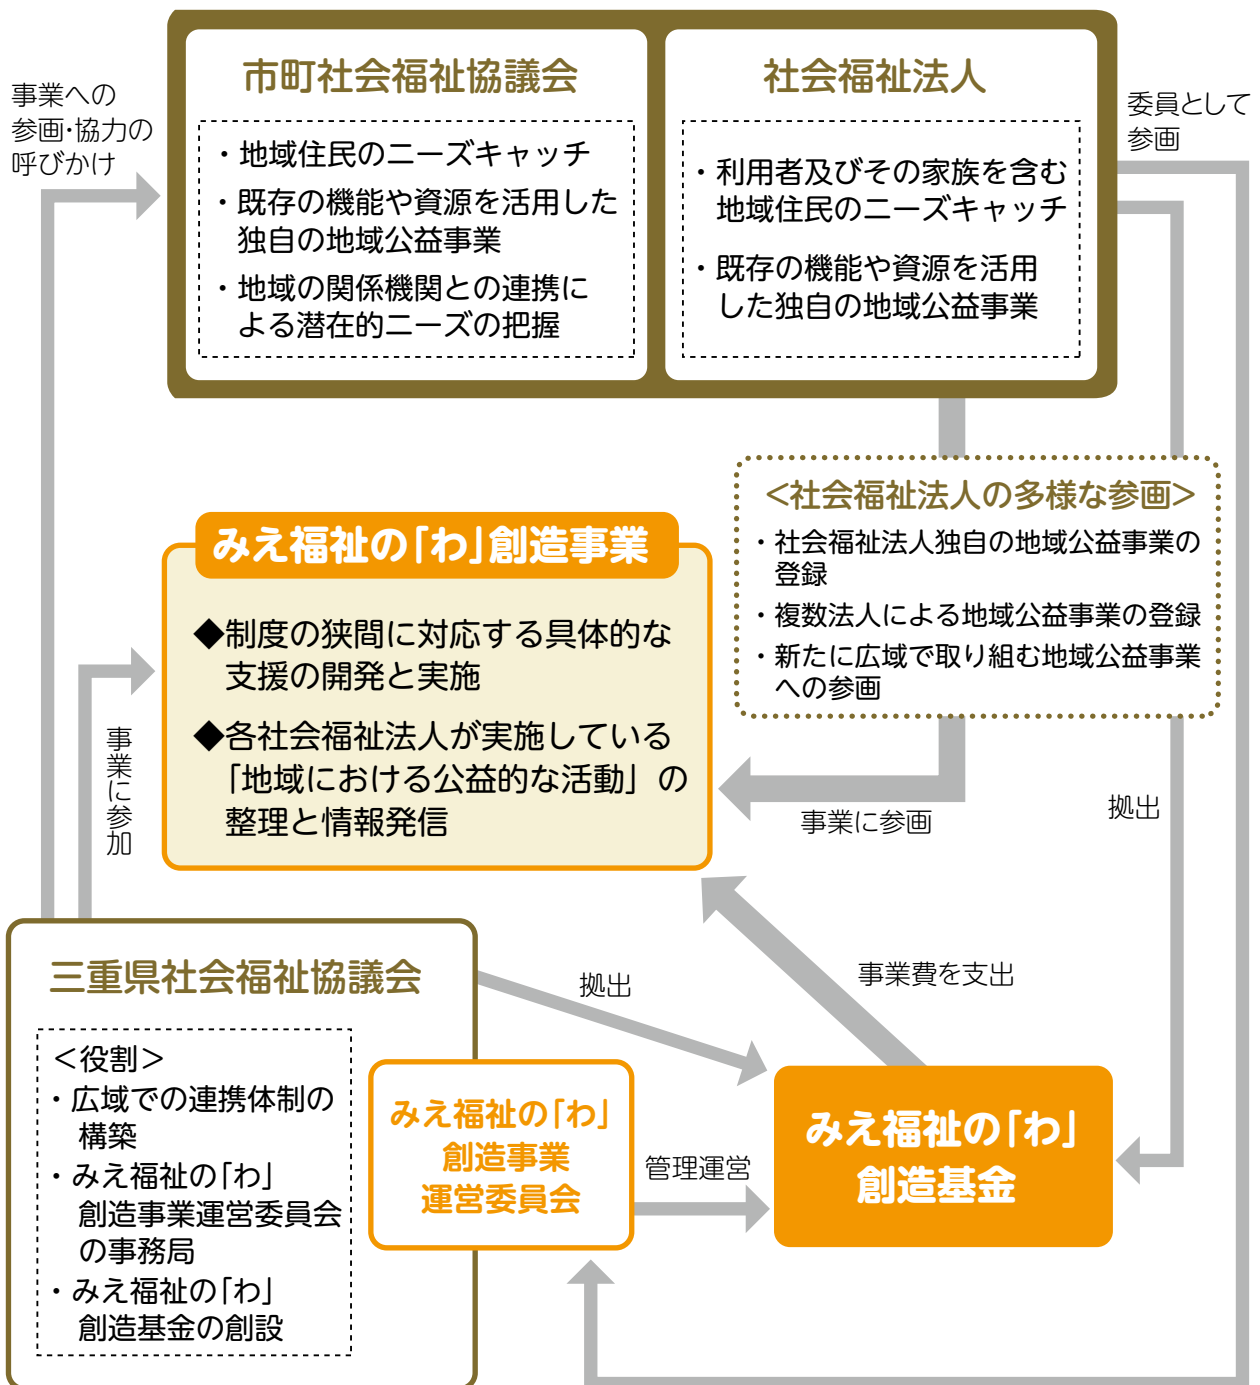 事業への
参画・協力の
呼びかけ
市町社会福祉協議会
・地域住民のニーズキャッチ
・既存の機能や資源を活用した
独自の地域公益事業
・地域の関係機関との連携に
よる潜在的ニーズの把握
社会福祉法人
・利用者及びその家族を含む
地域住民のニーズキャッチ
・既存の機能や資源を活用
した独自の地域公益事業
委員として
参画
<社会福祉法人の多様な参画>
・社会福祉法人独自の地域公益事業の
登録
・複数法人による地域公益事業の登録
・新たに広域で取り組む地域公益事業
への参画
みえ福祉の「わ」創造事業
◆制度の狭間に対応する具体的な
支援の開発と実施
◆各社会福祉法人が実施している
「地域における公益的な活動」の
整理と情報発信
事業に参加
事業に参画
拠出
三重県社会福祉協議会
<役割>
・広域での連携体制の
構築
・みえ福祉の「わ」
創造事業運営委員会
の事務局
・みえ福祉の「わ」
創造基金の創設
拠出
事業費を支出
みえ福祉の「わ」
創造事業
運営委員会
管理運営
みえ福祉の「わ」
創造基金